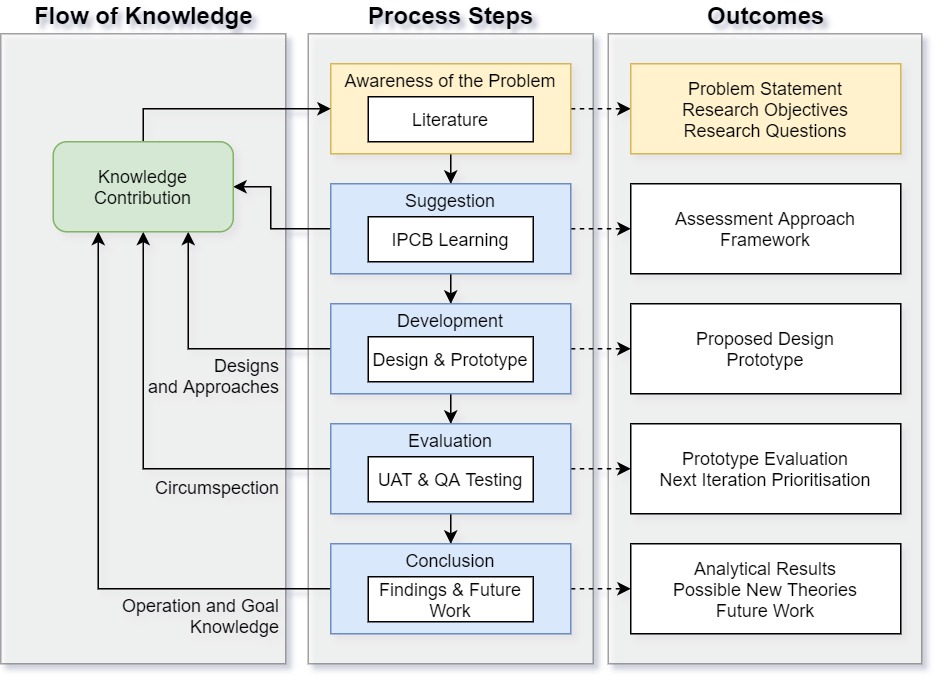 Flow of Knowledge
Process Steps
Outcomes
Knowledge
Contribution
Designs
and Approaches
Circumspection
Operation and Goal
Knowledge
Awareness of the Problem
Literature
Suggestion
IPCB Learning
Development
Design & Prototype
Evaluation
UAT & QA Testing
Conclusion
Findings & Future
Work
Problem Statement
Research Objectives
Research Questions
Assessment Approach
Framework
Proposed Design
Prototype
Prototype Evaluation
Next Iteration Prioritisation
Analytical Results
Possible New Theories
Future Work